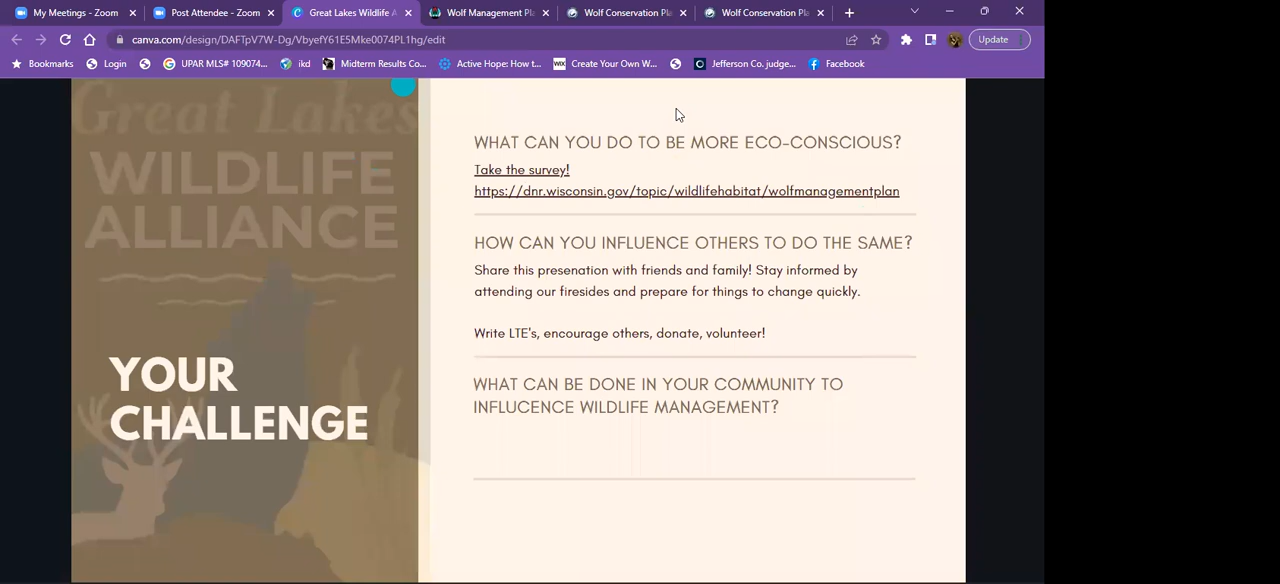 My Meetings - Zoom
Post Attendee - Zoom
Great Lakes Wildlife A
Wolf Management Pl
Wolf Conservation Pl
Wolf Conservation Pl
canva.com/design/DAFTpV7W-Dg/VbyefY61E5Mke0074PL1hg/edit
Update
Bookmarks
Login
UPAR MLS# 109074...
ikd
Midterm Results Co...
Active Hope: How t...
WIX
Create Your Own W...
Jefferson Co. judge...
Facebook
Great Lakes
WILDLIFE
ALLIANCE
YOUR
CHALLENGE
WHAT CAN YOU DO TO BE MORE ECO-CONSCIOUS?
Take the survey!
https://dnr.wisconsin.gov/topic/wildlifehabitat/wolfmanagementplan
HOW CAN YOU INFLUENCE OTHERS TO DO THE SAME?
Share this presenation with friends and family! Stay informed by
attending our firesides and prepare for things to change quickly.
Write LTE's, encourage others, donate, volunteer!
WHAT CAN BE DONE IN YOUR COMMUNITY TO
INFLUCENCE WILDLIFE MANAGEMENT?